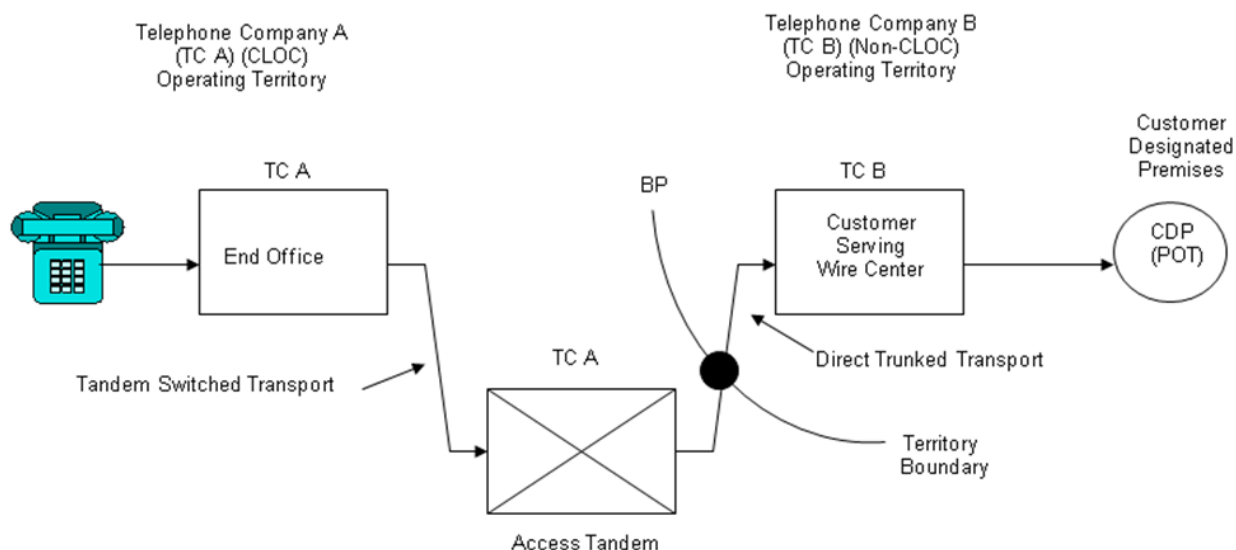 Telephone Company A
(TC A) (CLOC)
Operating Territory
Telephone Company B
(TC B) (Non-CLOC)
Operating Territory
Customer
Designated
Premises
TC A
BP
TC B
End Office
Customer
Serving
Wire Center
CDP
(POT)
Tandem Switched Transport
TC A
Direct Trunked Transport
Territory
Boundary
Access Tandem